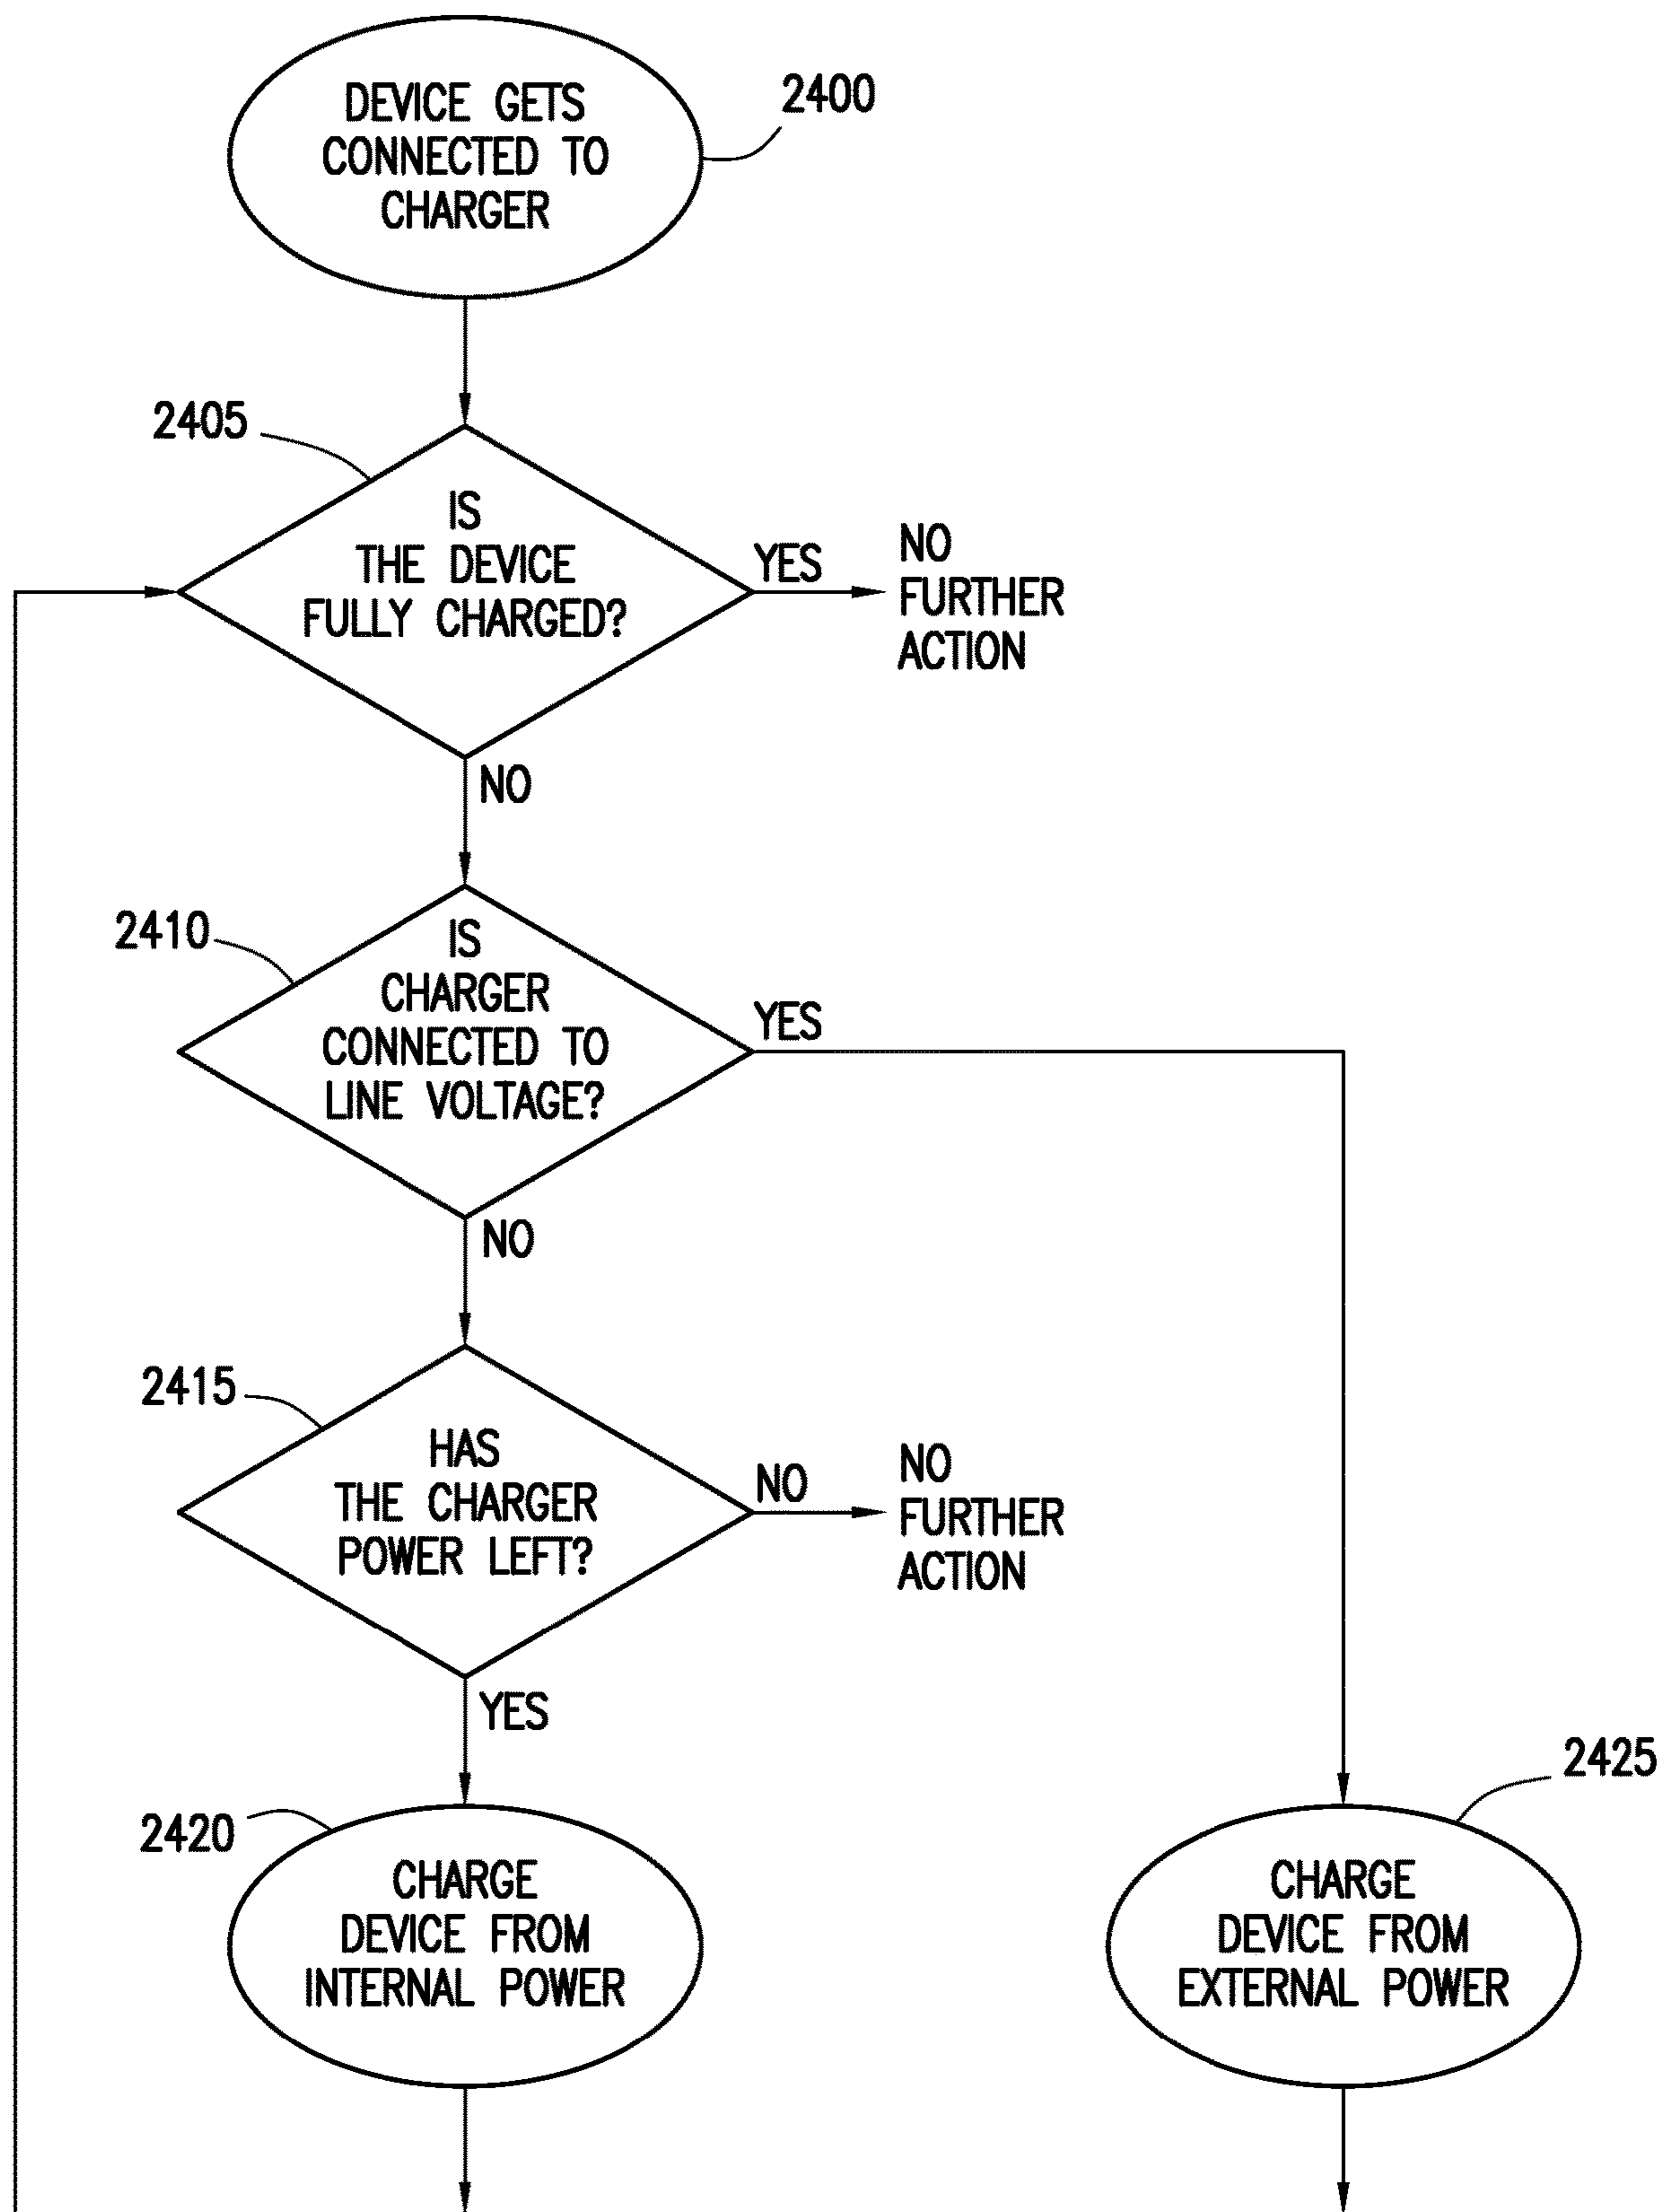 DEVICE GETS
CONNECTED TO
CHARGER
2400
2405
IS
THE DEVICE
FULLY CHARGED?
YES
NO
FURTHER
ACTION
NO
2410
IS
CHARGER
CONNECTED TO
LINE VOLTAGE?
YES
NO
2415
HAS
THE CHARGER
POWER LEFT?
NO
NO
FURTHER
ACTION
YES
2420
CHARGE
DEVICE FROM
INTERNAL POWER
2425
CHARGE
DEVICE FROM
EXTERNAL POWER